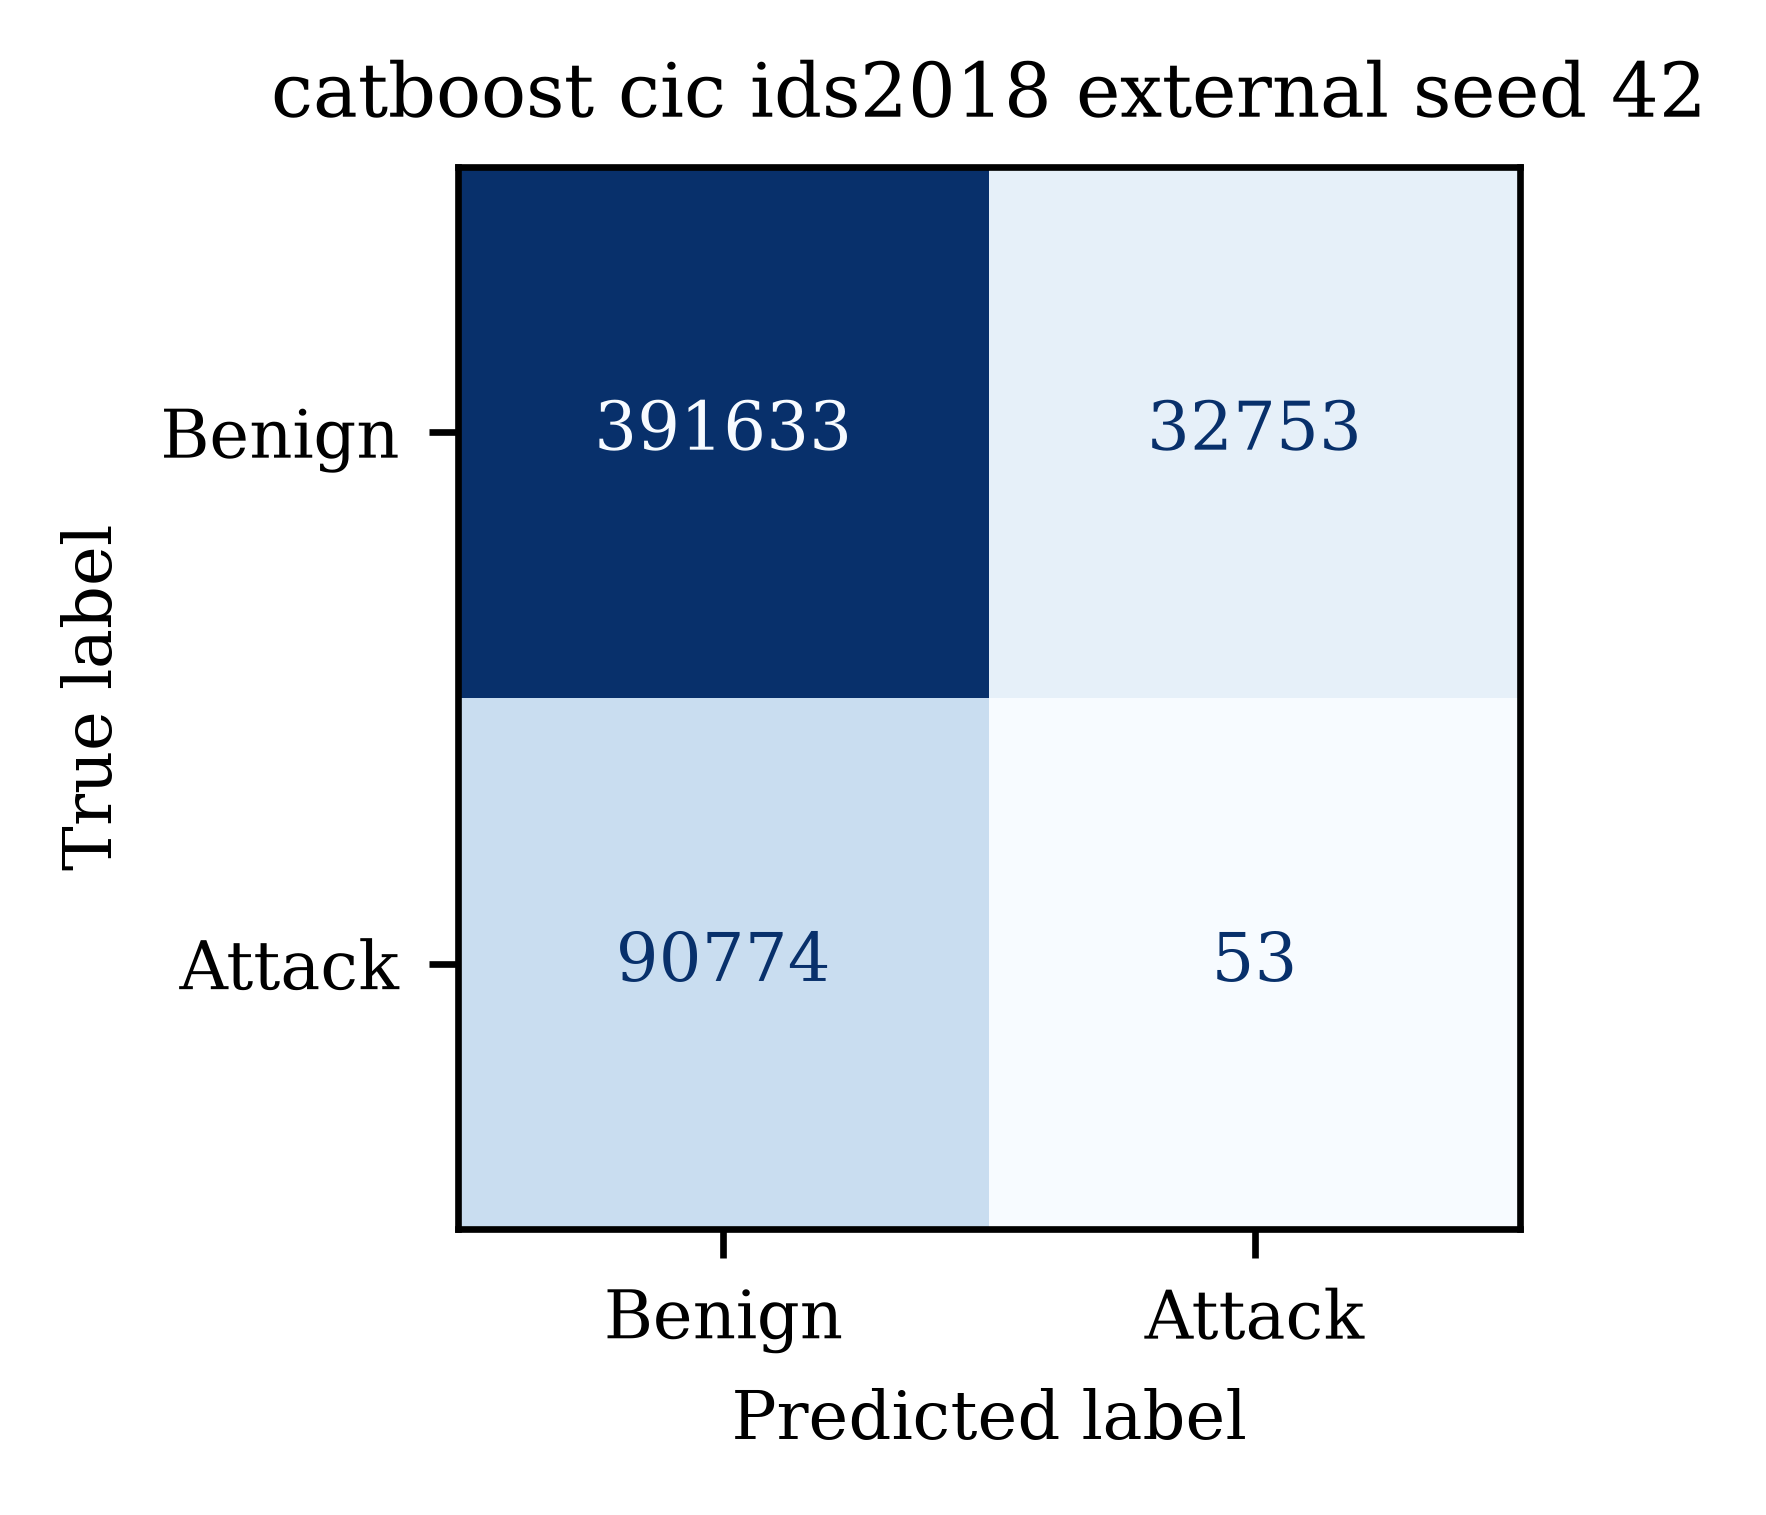 catboost cic ids2018 external seed 42
True label
Benign
391633 32753
Attack
90774 53
Benign Attack
Predicted label